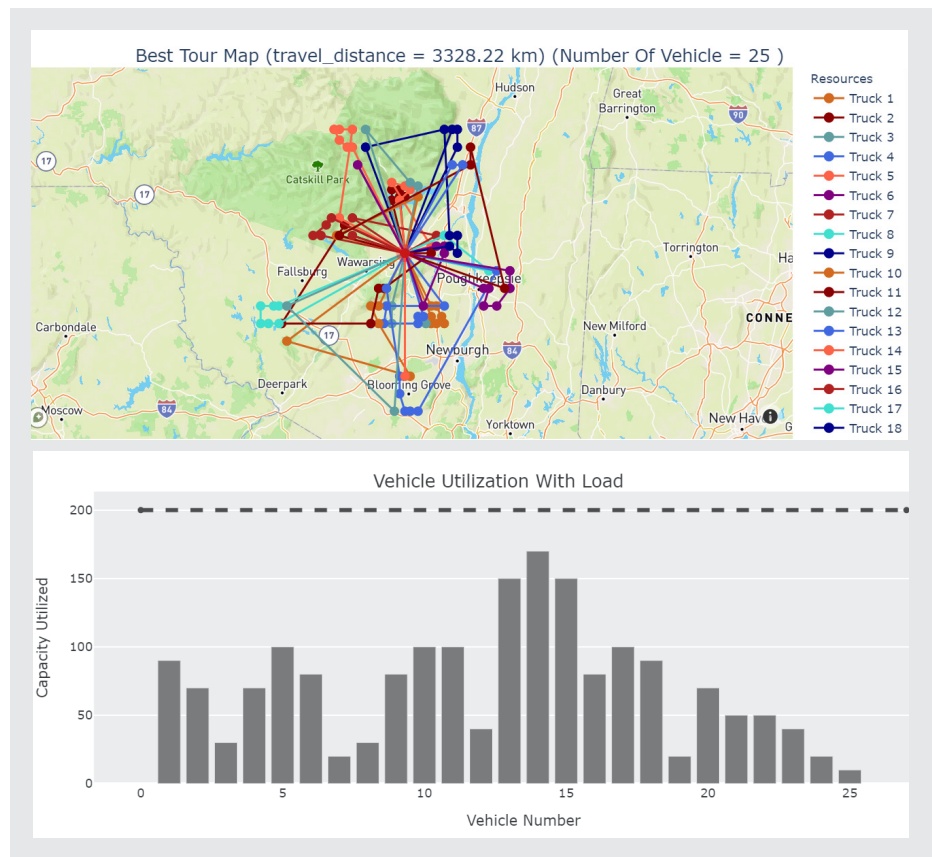 Best Tour Map (travel_distance = 3328.22 km) (Number Of Vehicle = 25 )
Resources
Truck 1
Truck 2
Truck 3
Truck 4
Truck 5
Truck 6
Truck 7
Truck 8
Truck 9
Truck 10
Truck 11
Truck 12
Truck 13
Truck 14
Truck 15
Truck 16
Truck 17
Truck 18
Hudson
Great
Barrington
87
90
17
Catskill Park
17
Torrington
Ha
Wawarsing
Fallsburg
Poughkeepsie
CONNE
Carbondale
17
New Milford
Newburgh
84
Deerpark
Blooming Grove
Danbury
Moscow
84
Yorktown
New Hav
G
i
Vehicle Utilization With Load
Capacity Utilized
200
150
100
50
0
0
5
10
15
20
25
Vehicle Number